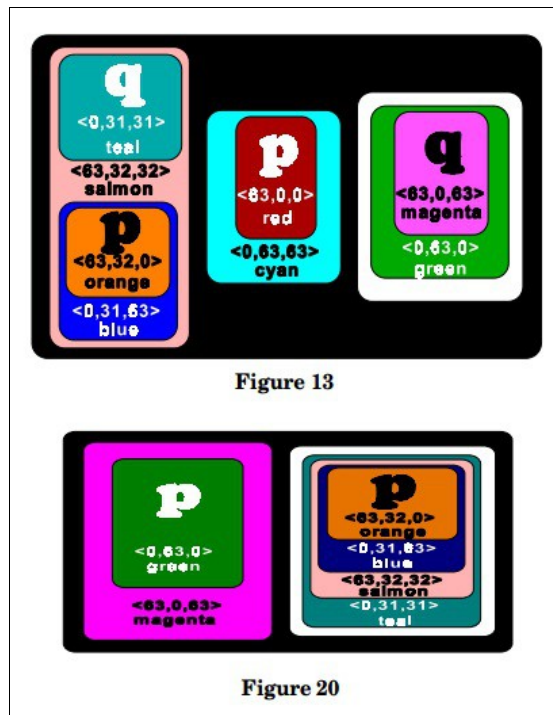 q
<0,31,31>
teal
<63,32,32>
salmon
p
<63,32,0>
orange
<0,31,63>
blue
p
<63,0,0>
red
<0,63,63>
cyan
q
<63,0,63>
magenta
<0,63,0>
green
Figure 13
p
<0,63,0>
green
<63,0,63>
magenta
p
<63,32,0>
orange
<0,31,63>
blue
<63,32,32>
salmon
<0,31,31>
teal
Figure 20